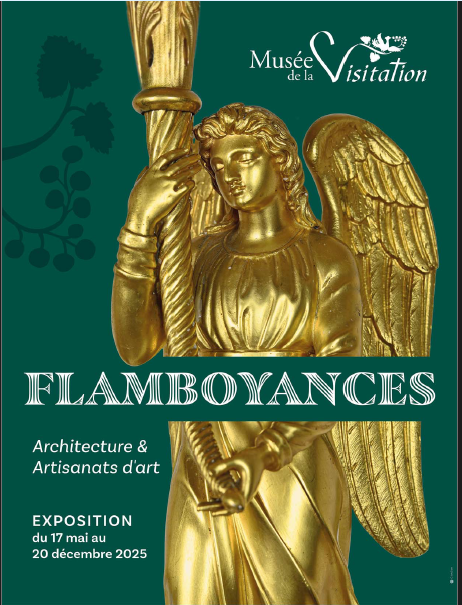 Musée
de la Visitation
FLAMBOYANCES
Architecture &
Artisanats d'art
EXPOSITION
du 17 mai au
20 décembre 2025